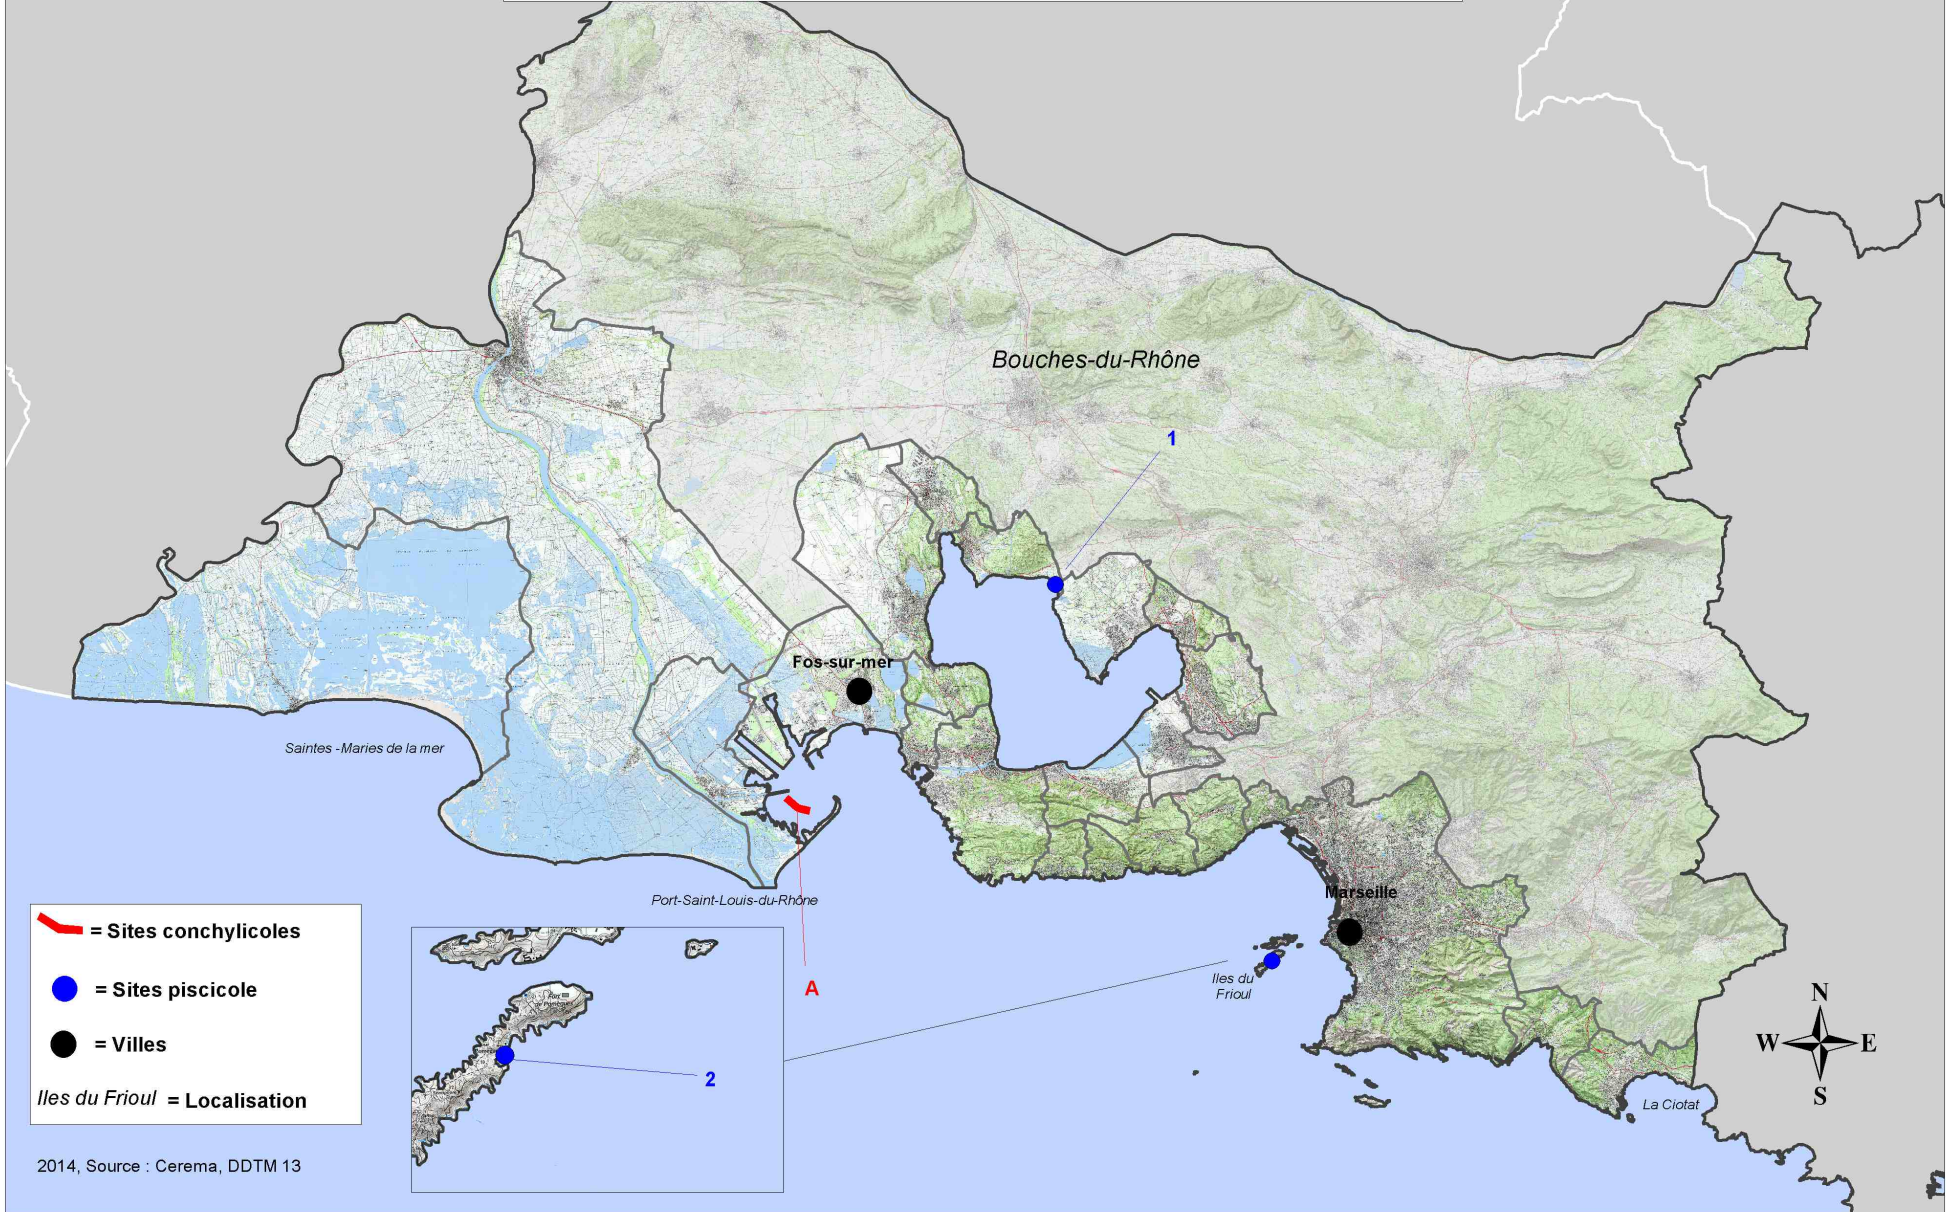 Bouches-du-Rhône
1
Fos-sur-mer
Saintes -Maries de la mer
Port-Saint-Louis-du-Rhône
Marseille
Iles du
Frioul
A
2
La Ciotat
N
W E
S
= Sites conchylicoles
= Sites piscicole
= Villes
Iles du Frioul = Localisation
2014, Source : Cerema, DDTM 13